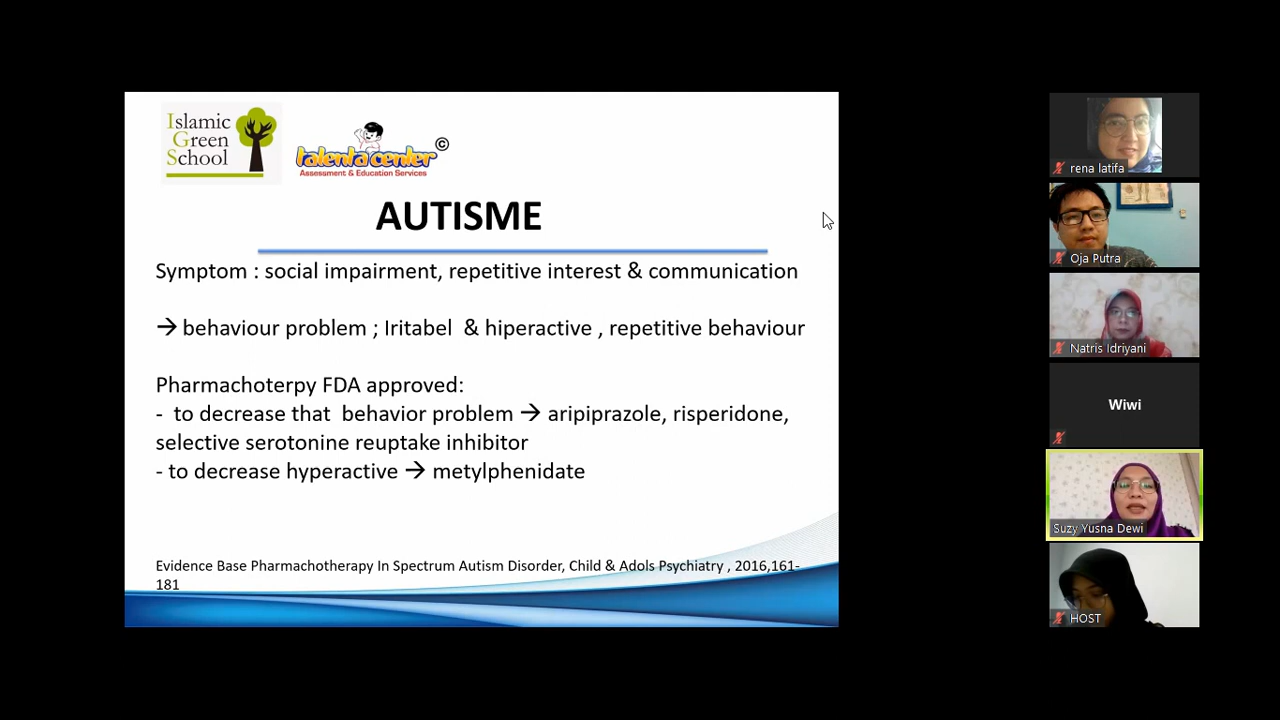 Islamic
Green
School
talenta center ©
Assessment & Education Services
AUTISME
Symptom : social impairment, repetitive interest & communication
→ behaviour problem ; Iritabel & hiperactive , repetitive behaviour
Pharmachoterpy FDA approved:
- to decrease that behavior problem → aripiprazole, risperidone,
selective serotonine reuptake inhibitor
- to decrease hyperactive → metylphenidate
Evidence Base Pharmachotherapy In Spectrum Autism Disorder, Child & Adols Psychiatry , 2016,161-
181
rena latifa
Oja Putra
Natris Idriyani
Wiwi
Suzy Yusna Dewi
HOST